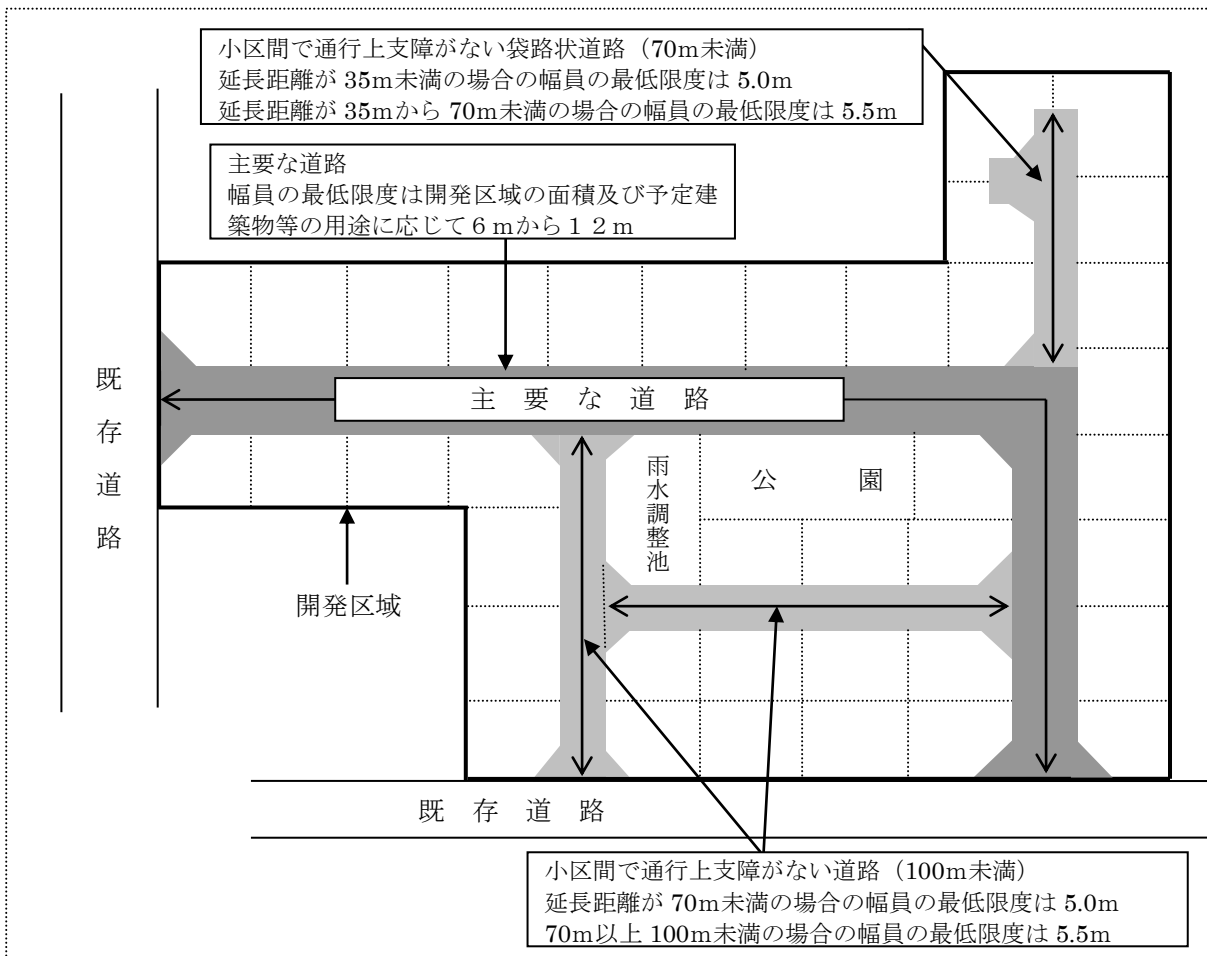 小区間で通行上支障がない袋路状道路（70m未満）
延長距離が 35m未満の場合の幅員の最低限度は 5.0m
延長距離が 35mから 70m未満の場合の幅員の最低限度は 5.5m
主要な道路
幅員の最低限度は開発区域の面積及び予定建
築物等の用途に応じて６ｍから１２ｍ
既存道路
主要な道路
雨水調整池
公園
開発区域
既存道路
小区間で通行上支障がない道路（100m未満）
延長距離が 70m未満の場合の幅員の最低限度は 5.0m
70m以上 100m未満の場合の幅員の最低限度は 5.5m